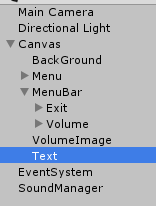 Main Camera
Directional Light
Canvas
BackGround
Menu
MenuBar
Exit
Volume
VolumeImage
Text
EventSystem
SoundManager